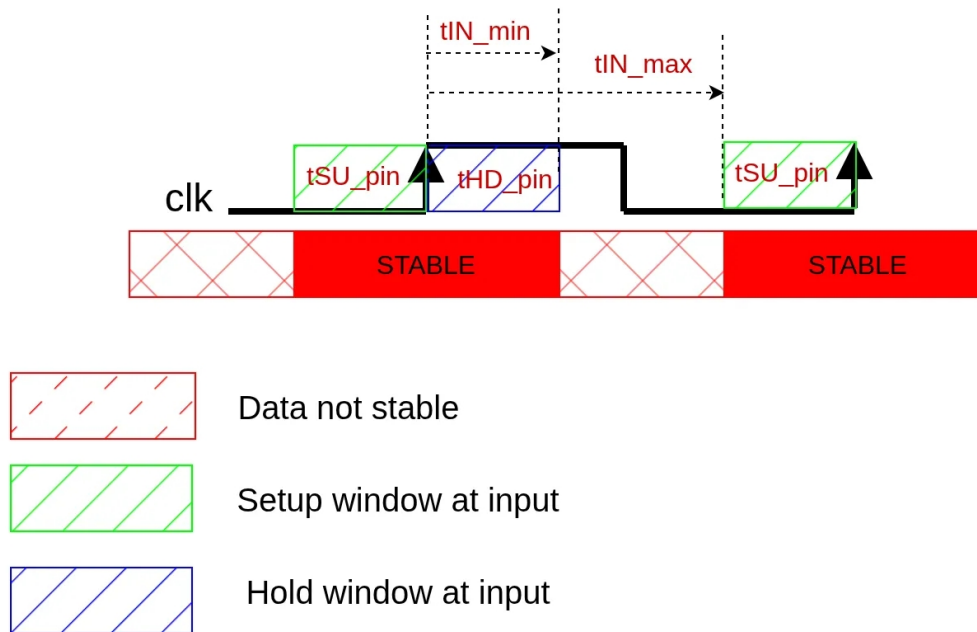 tIN_min
tIN_max
tSU_pin
tHD_pin
tSU_pin
clk
STABLE
STABLE
Data not stable
Setup window at input
Hold window at input